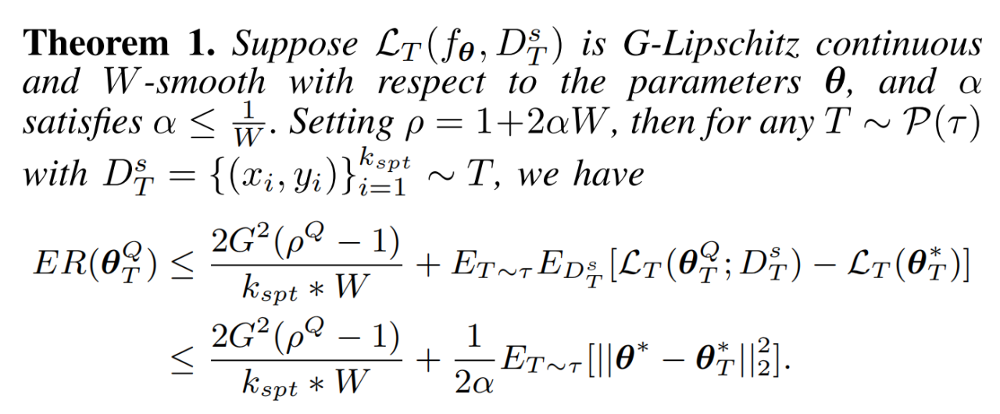 Theorem 1. Suppose $\mathcal{L}_T(f_{\boldsymbol{\theta}}, D_T^s)$ is G-Lipschitz continuous
and $W$-smooth with respect to the parameters $\boldsymbol{\theta}$, and $\alpha$
satisfies $\alpha \leq \frac{1}{W}$. Setting $\rho = 1+2\alpha W$, then for any $T \sim \mathcal{P}(\tau)$
with $D_T^s = \{(x_i, y_i)\}_{i=1}^{k_{spt}} \sim T$, we have
$ER(\boldsymbol{\theta}_T^Q) \leq \frac{2G^2(\rho^Q - 1)}{k_{spt} * W} + E_{T\sim\tau} E_{D_T^s}[\mathcal{L}_T(\boldsymbol{\theta}_T^Q; D_T^s) - \mathcal{L}_T(\boldsymbol{\theta}_T^*)]$
$\leq \frac{2G^2(\rho^Q - 1)}{k_{spt} * W} + \frac{1}{2\alpha} E_{T\sim\tau}[||\boldsymbol{\theta}^* - \boldsymbol{\theta}_T^*||_2^2].$